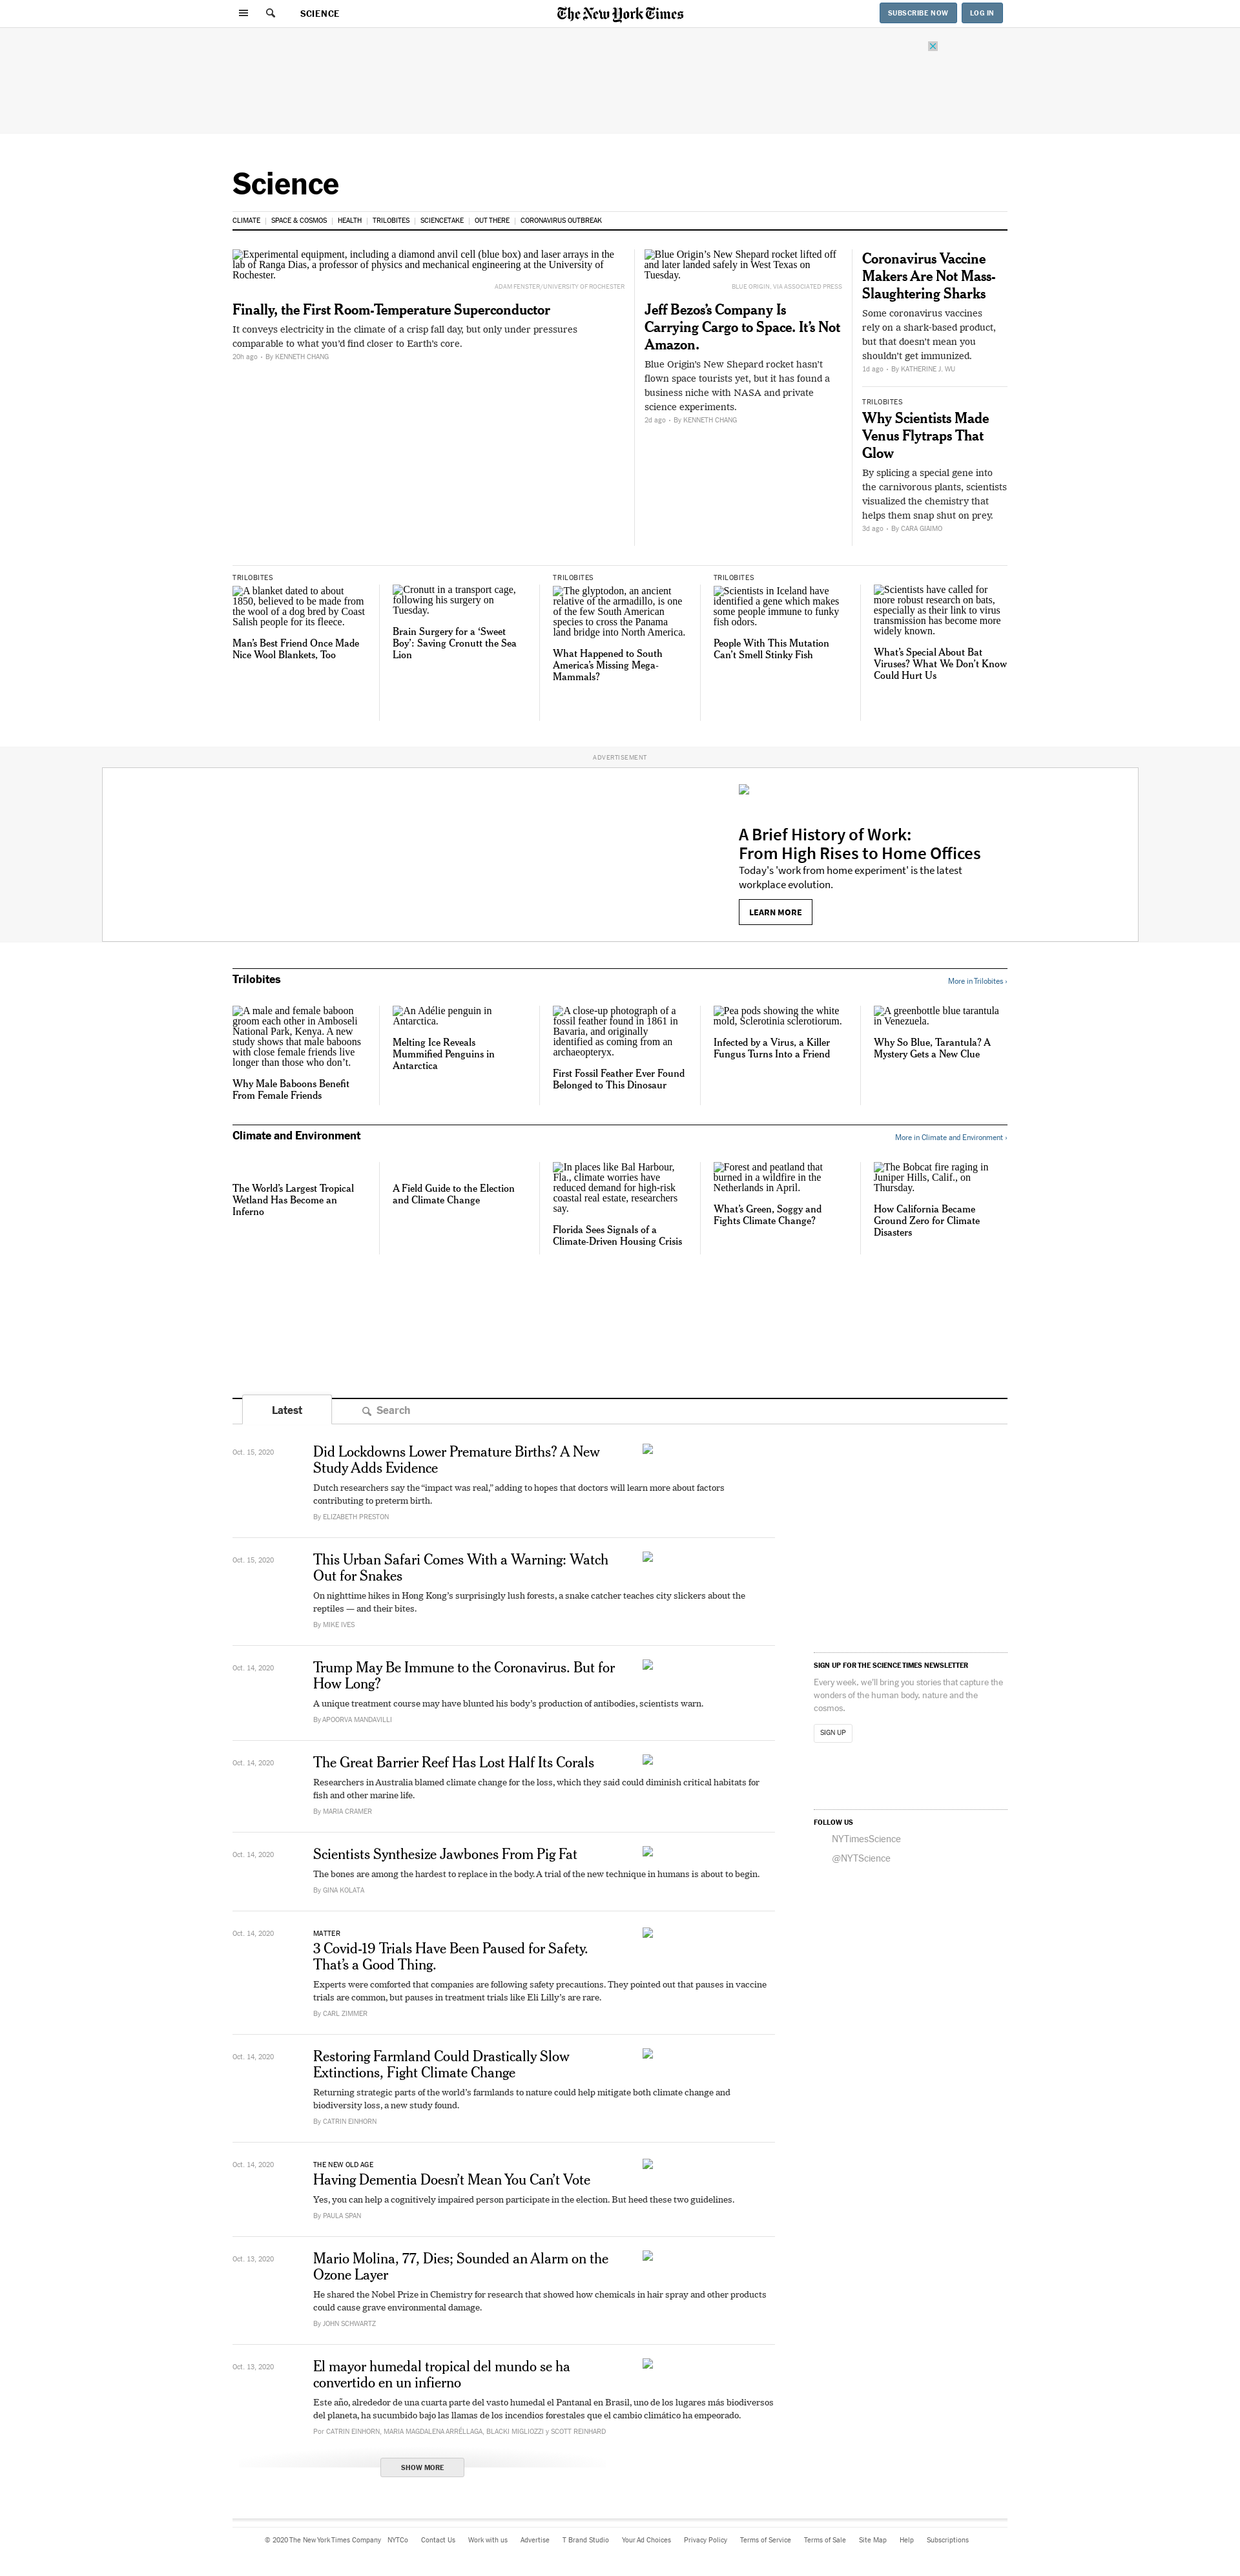 SCIENCE
The New York Times
SUBSCRIBE NOW
LOG IN
Science
CLIMATE
SPACE & COSMOS
HEALTH
TRILOBITES
SCIENCETAKE
OUT THERE
CORONAVIRUS OUTBREAK
Experimental equipment, including a diamond anvil cell (blue box) and laser arrays in the
lab of Ranga Dias, a professor of physics and mechanical engineering at the University of
Rochester.
ADAM FENSTER/UNIVERSITY OF ROCHESTER
Finally, the First Room-Temperature Superconductor
It conveys electricity in the climate of a crisp fall day, but only under pressures
comparable to what you'd find closer to Earth's core.
20h ago • By KENNETH CHANG
Blue Origin's New Shepard rocket lifted off
and later landed safely in West Texas on
Tuesday.
BLUE ORIGIN, VIA ASSOCIATED PRESS
Jeff Bezos's Company Is
Carrying Cargo to Space. It's Not
Amazon.
Blue Origin's New Shepard rocket hasn't
flown space tourists yet, but it has found a
business niche with NASA and private
science experiments.
2d ago • By KENNETH CHANG
Coronavirus Vaccine
Makers Are Not Mass-
Slaughtering Sharks
Some coronavirus vaccines
rely on a shark-based product,
but that doesn't mean you
shouldn't get immunized.
1d ago • By KATHERINE J. WU
TRILOBITES
Why Scientists Made
Venus Flytraps That
Glow
By splicing a special gene into
the carnivorous plants, scientists
visualized the chemistry that
helps them snap shut on prey.
3d ago • By CARA GIAIMO
TRILOBITES
A blanket dated to about
1850, believed to be made from
the wool of a dog bred by Coast
Salish people for its fleece.
Man's Best Friend Once Made
Nice Wool Blankets, Too
Cronutt in a transport cage,
following his surgery on
Tuesday.
Brain Surgery for a 'Sweet
Boy': Saving Cronutt the Sea
Lion
TRILOBITES
The glyptodon, an ancient
relative of the armadillo, is one
of the few South American
species to cross the Panama
land bridge into North America.
What Happened to South
America's Missing Mega-
Mammals?
TRILOBITES
Scientists in Iceland have
identified a gene which makes
some people immune to funky
fish odors.
People With This Mutation
Can't Smell Stinky Fish
Scientists have called for
more robust research on bats,
especially as their link to virus
transmission has become more
widely known.
What's Special About Bat
Viruses? What We Don't Know
Could Hurt Us
ADVERTISEMENT
A Brief History of Work:
From High Rises to Home Offices
Today's 'work from home experiment' is the latest
workplace evolution.
LEARN MORE
Trilobites
More in Trilobites ›
A male and female baboon
groom each other in Amboseli
National Park, Kenya. A new
study shows that male baboons
with close female friends live
longer than those who don't.
Why Male Baboons Benefit
From Female Friends
An Adélie penguin in
Antarctica.
Melting Ice Reveals
Mummified Penguins in
Antarctica
A close-up photograph of a
fossil feather found in 1861 in
Bavaria, and originally
identified as coming from an
archaeopteryx.
First Fossil Feather Ever Found
Belonged to This Dinosaur
Pea pods showing the white
mold, Sclerotinia sclerotiorum.
Infected by a Virus, a Killer
Fungus Turns Into a Friend
A greenbottle blue tarantula
in Venezuela.
Why So Blue, Tarantula? A
Mystery Gets a New Clue
Climate and Environment
More in Climate and Environment ›
The World's Largest Tropical
Wetland Has Become an
Inferno
A Field Guide to the Election
and Climate Change
In places like Bal Harbour,
Fla., climate worries have
reduced demand for high-risk
coastal real estate, researchers
say.
Florida Sees Signals of a
Climate-Driven Housing Crisis
Forest and peatland that
burned in a wildfire in the
Netherlands in April.
What's Green, Soggy and
Fights Climate Change?
The Bobcat fire raging in
Juniper Hills, Calif., on
Thursday.
How California Became
Ground Zero for Climate
Disasters
Latest
Search
Oct. 15, 2020
Did Lockdowns Lower Premature Births? A New
Study Adds Evidence
Dutch researchers say the "impact was real," adding to hopes that doctors will learn more about factors
contributing to preterm birth.
By ELIZABETH PRESTON
Oct. 15, 2020
This Urban Safari Comes With a Warning: Watch
Out for Snakes
On nighttime hikes in Hong Kong's surprisingly lush forests, a snake catcher teaches city slickers about the
reptiles — and their bites.
By MIKE IVES
Oct. 14, 2020
Trump May Be Immune to the Coronavirus. But for
How Long?
A unique treatment course may have blunted his body's production of antibodies, scientists warn.
By APOORVA MANDAVILLI
Oct. 14, 2020
The Great Barrier Reef Has Lost Half Its Corals
Researchers in Australia blamed climate change for the loss, which they said could diminish critical habitats for
fish and other marine life.
By MARIA CRAMER
Oct. 14, 2020
Scientists Synthesize Jawbones From Pig Fat
The bones are among the hardest to replace in the body. A trial of the new technique in humans is about to begin.
By GINA KOLATA
Oct. 14, 2020
MATTER
3 Covid-19 Trials Have Been Paused for Safety.
That's a Good Thing.
Experts were comforted that companies are following safety precautions. They pointed out that pauses in vaccine
trials are common, but pauses in treatment trials like Eli Lilly's are rare.
By CARL ZIMMER
Oct. 14, 2020
Restoring Farmland Could Drastically Slow
Extinctions, Fight Climate Change
Returning strategic parts of the world's farmlands to nature could help mitigate both climate change and
biodiversity loss, a new study found.
By CATRIN EINHORN
Oct. 14, 2020
THE NEW OLD AGE
Having Dementia Doesn't Mean You Can't Vote
Yes, you can help a cognitively impaired person participate in the election. But heed these two guidelines.
By PAULA SPAN
Oct. 13, 2020
Mario Molina, 77, Dies; Sounded an Alarm on the
Ozone Layer
He shared the Nobel Prize in Chemistry for research that showed how chemicals in hair spray and other products
could cause grave environmental damage.
By JOHN SCHWARTZ
Oct. 13, 2020
El mayor humedal tropical del mundo se ha
convertido en un infierno
Este año, alrededor de una cuarta parte del vasto humedal el Pantanal en Brasil, uno de los lugares más biodiversos
del planeta, ha sucumbido bajo las llamas de los incendios forestales que el cambio climático ha empeorado.
Por CATRIN EINHORN, MARIA MAGDALENA ARRÉLLAGA, BLACKI MIGLIOZZI y SCOTT REINHARD
SHOW MORE
SIGN UP FOR THE SCIENCE TIMES NEWSLETTER
Every week, we'll bring you stories that capture the
wonders of the human body, nature and the
cosmos.
SIGN UP
FOLLOW US
NYTimesScience
@NYTScience
© 2020 The New York Times Company
NYTCo
Contact Us
Work with us
Advertise
T Brand Studio
Your Ad Choices
Privacy Policy
Terms of Service
Terms of Sale
Site Map
Help
Subscriptions